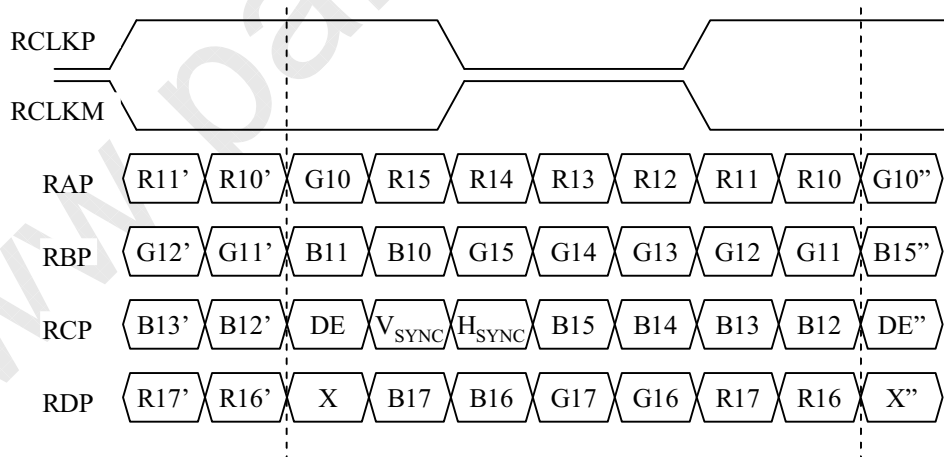 RCLKP
RCLKM
RAP R11’ R10’ G10 R15 R14 R13 R12 R11 R10 G10”
RBP G12’ G11’ B11 B10 G15 G14 G13 G12 G11 B15”
RCP B13’ B12’ DE VSYNC HSYNC B15 B14 B13 B12 DE”
RDP R17’ R16’ X B17 B16 G17 G16 R17 R16 X”
www.pa